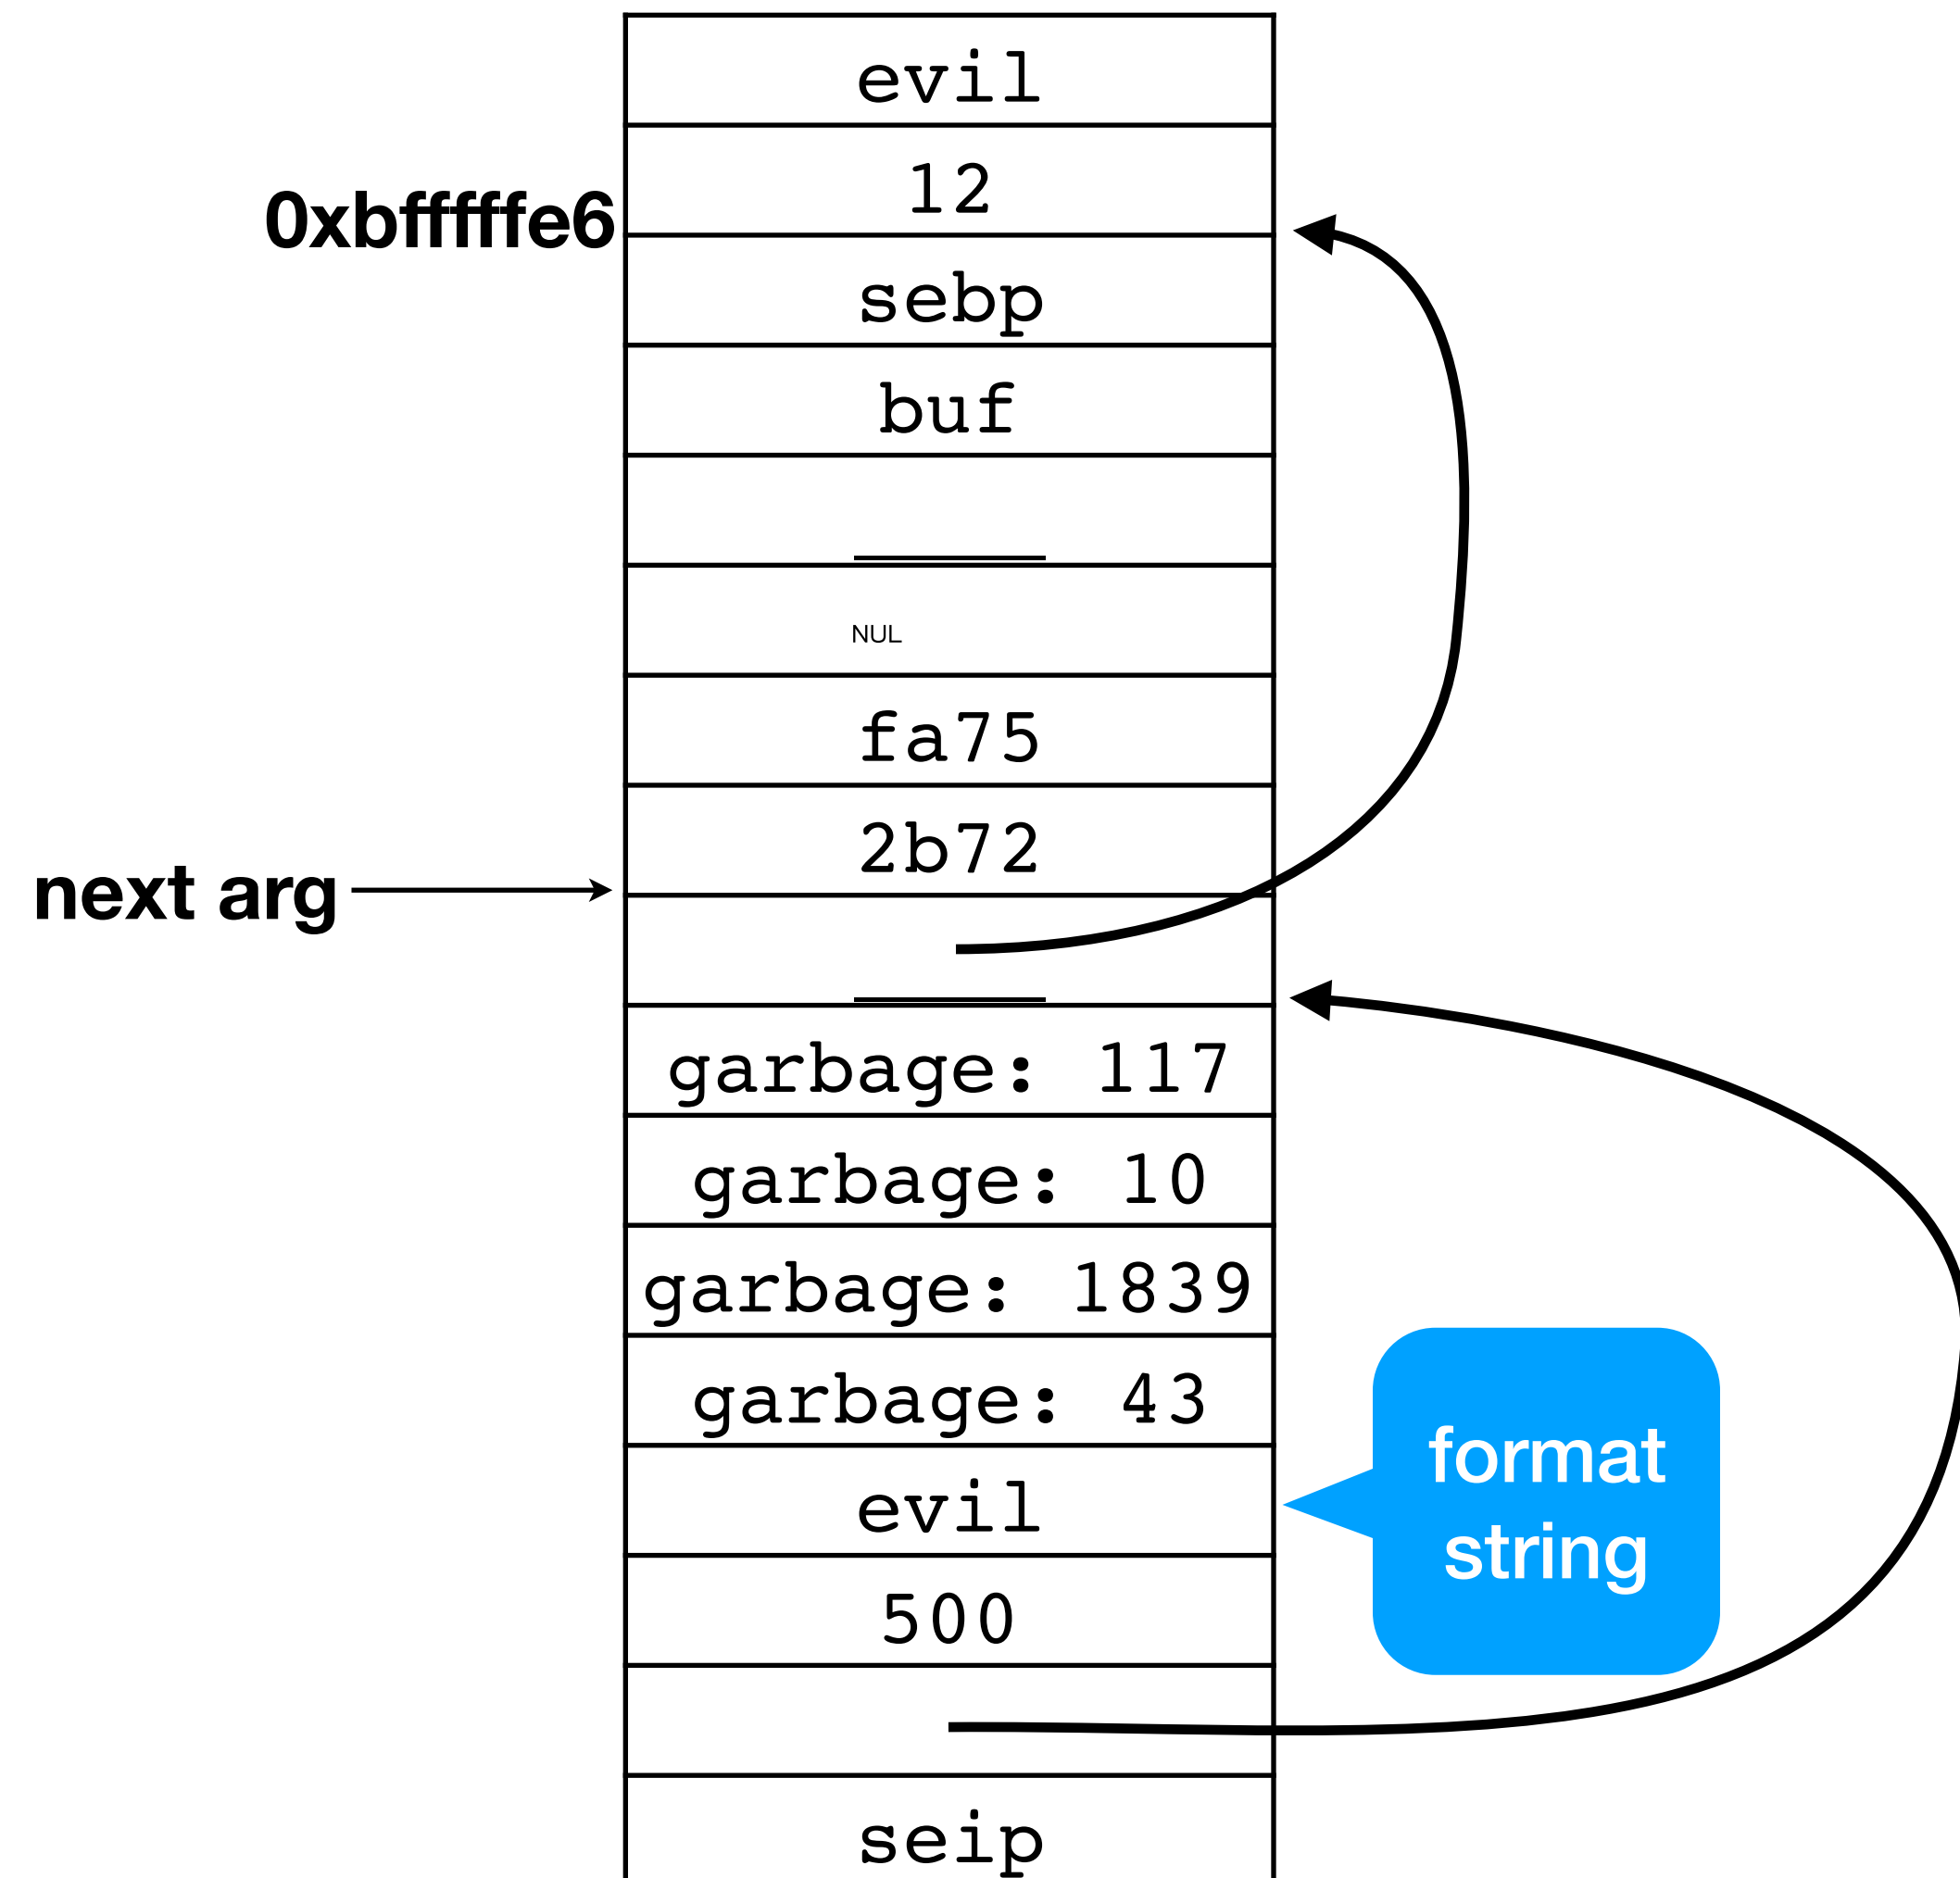 evil
12
0xbfffffe6
sebp
buf
NUL
fa75
2b72
next arg
garbage: 117
garbage: 10
garbage: 1839
garbage: 43
evil
format
string
500
seip